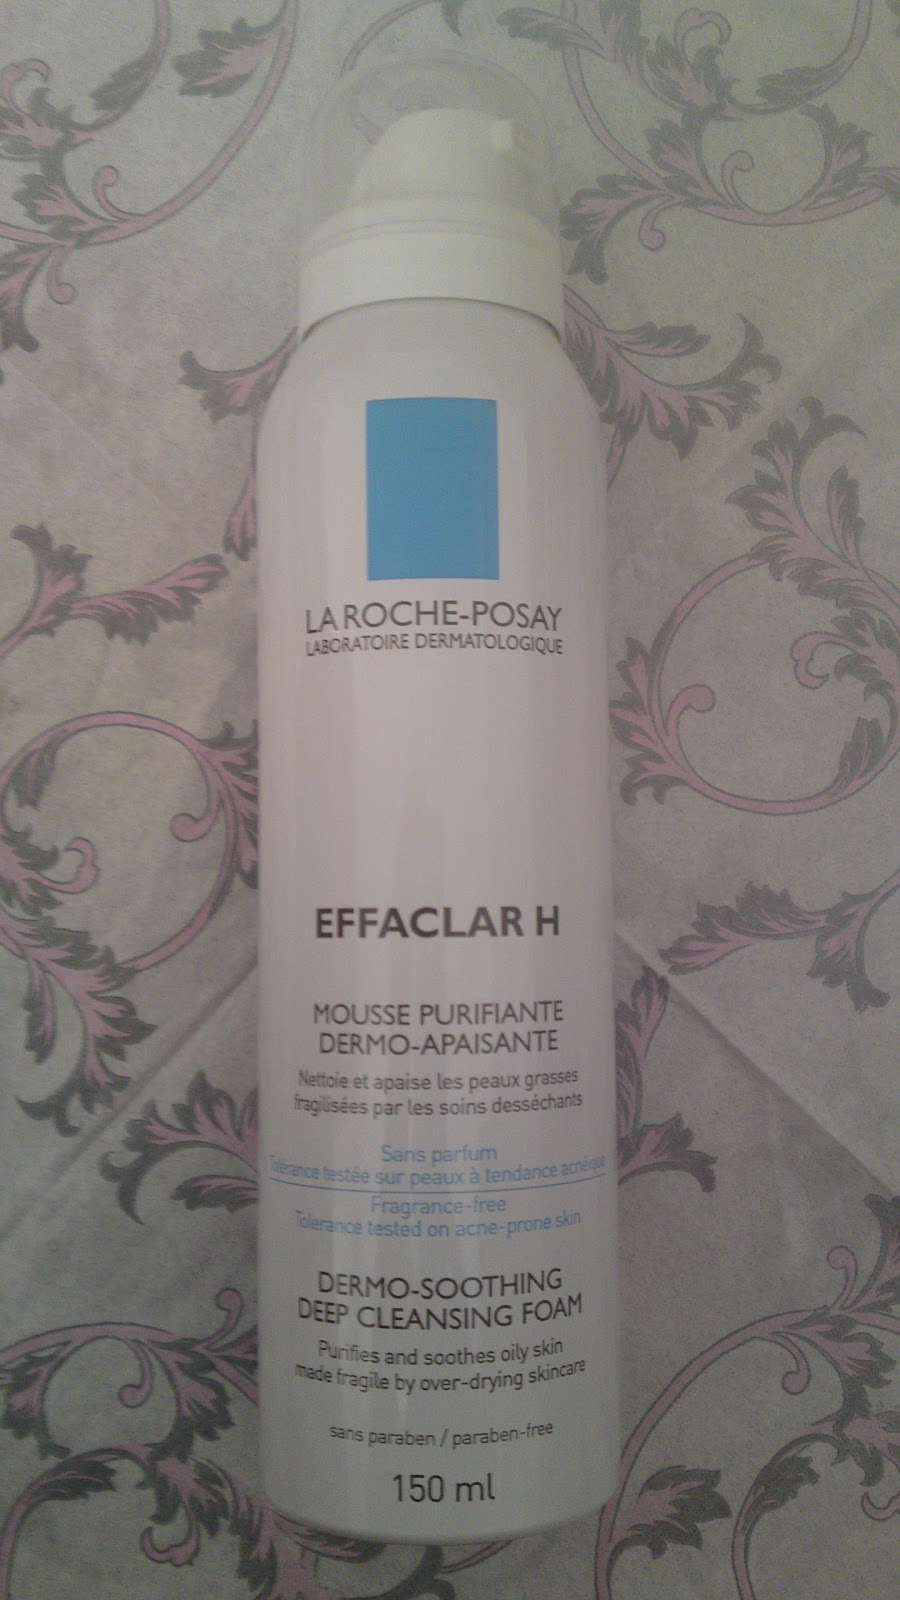 LA ROCHE-POSAY
LABORATOIRE DERMATOLOGIQUE
EFFACLAR H
MOUSSE PURIFIANTE
DERMO-APAISANTE
Nettoie et apaise les peaux grasses
fragilisées par les soins desséchants
Sans parfum
Tolérance testée sur peaux à tendance acnéique
Fragrance-free
Tolerance tested on acne-prone skin
DERMO-SOOTHING
DEEP CLEANSING FOAM
Purifies and soothes oily skin
made fragile by over-drying skincare
sans paraben / paraben-free
150 ml